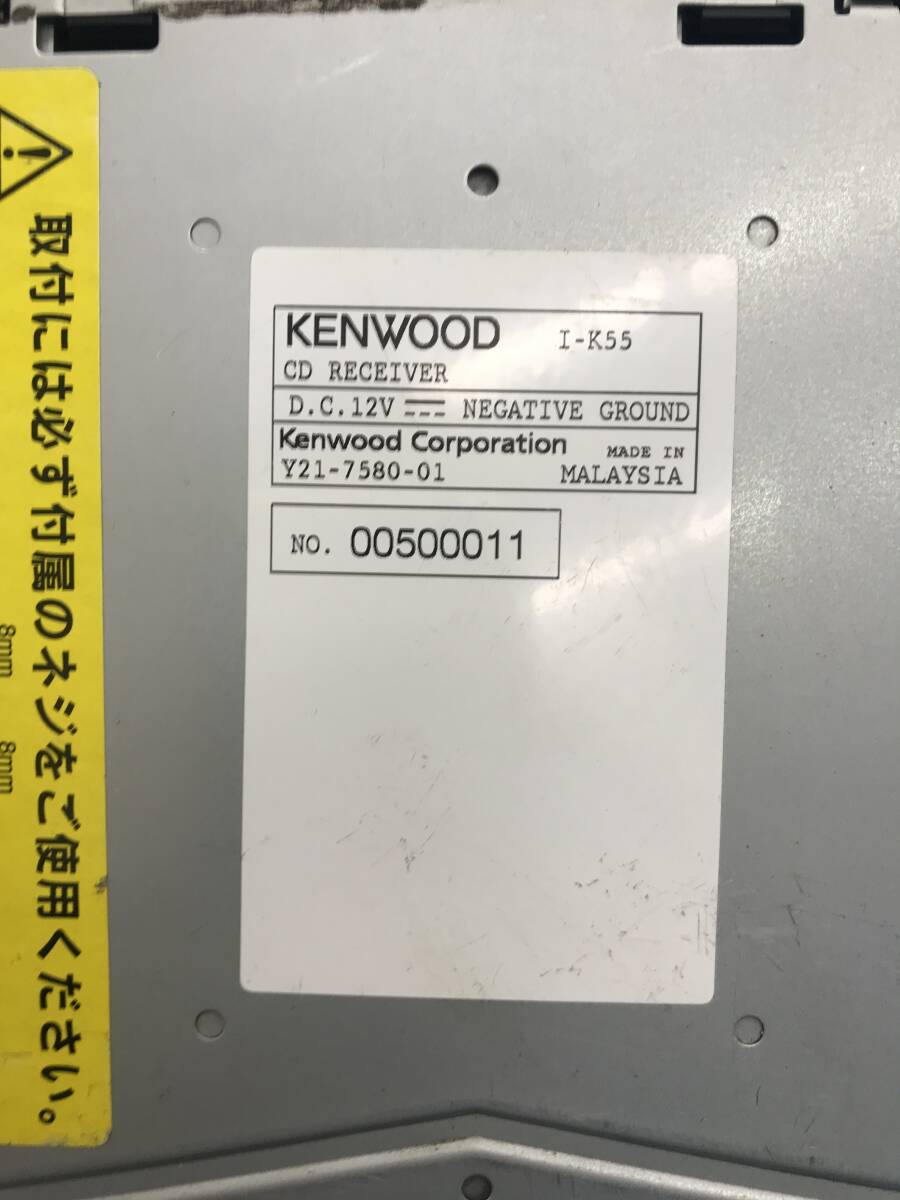 KENWOOD I-K55
CD RECEIVER
D.C.12V NEGATIVE GROUND
Kenwood Corporation MADE IN
Y21-7580-01 MALAYSIA
NO. 00500011
取付には必ず付属のネジをご使用ください。
8mm 8mm